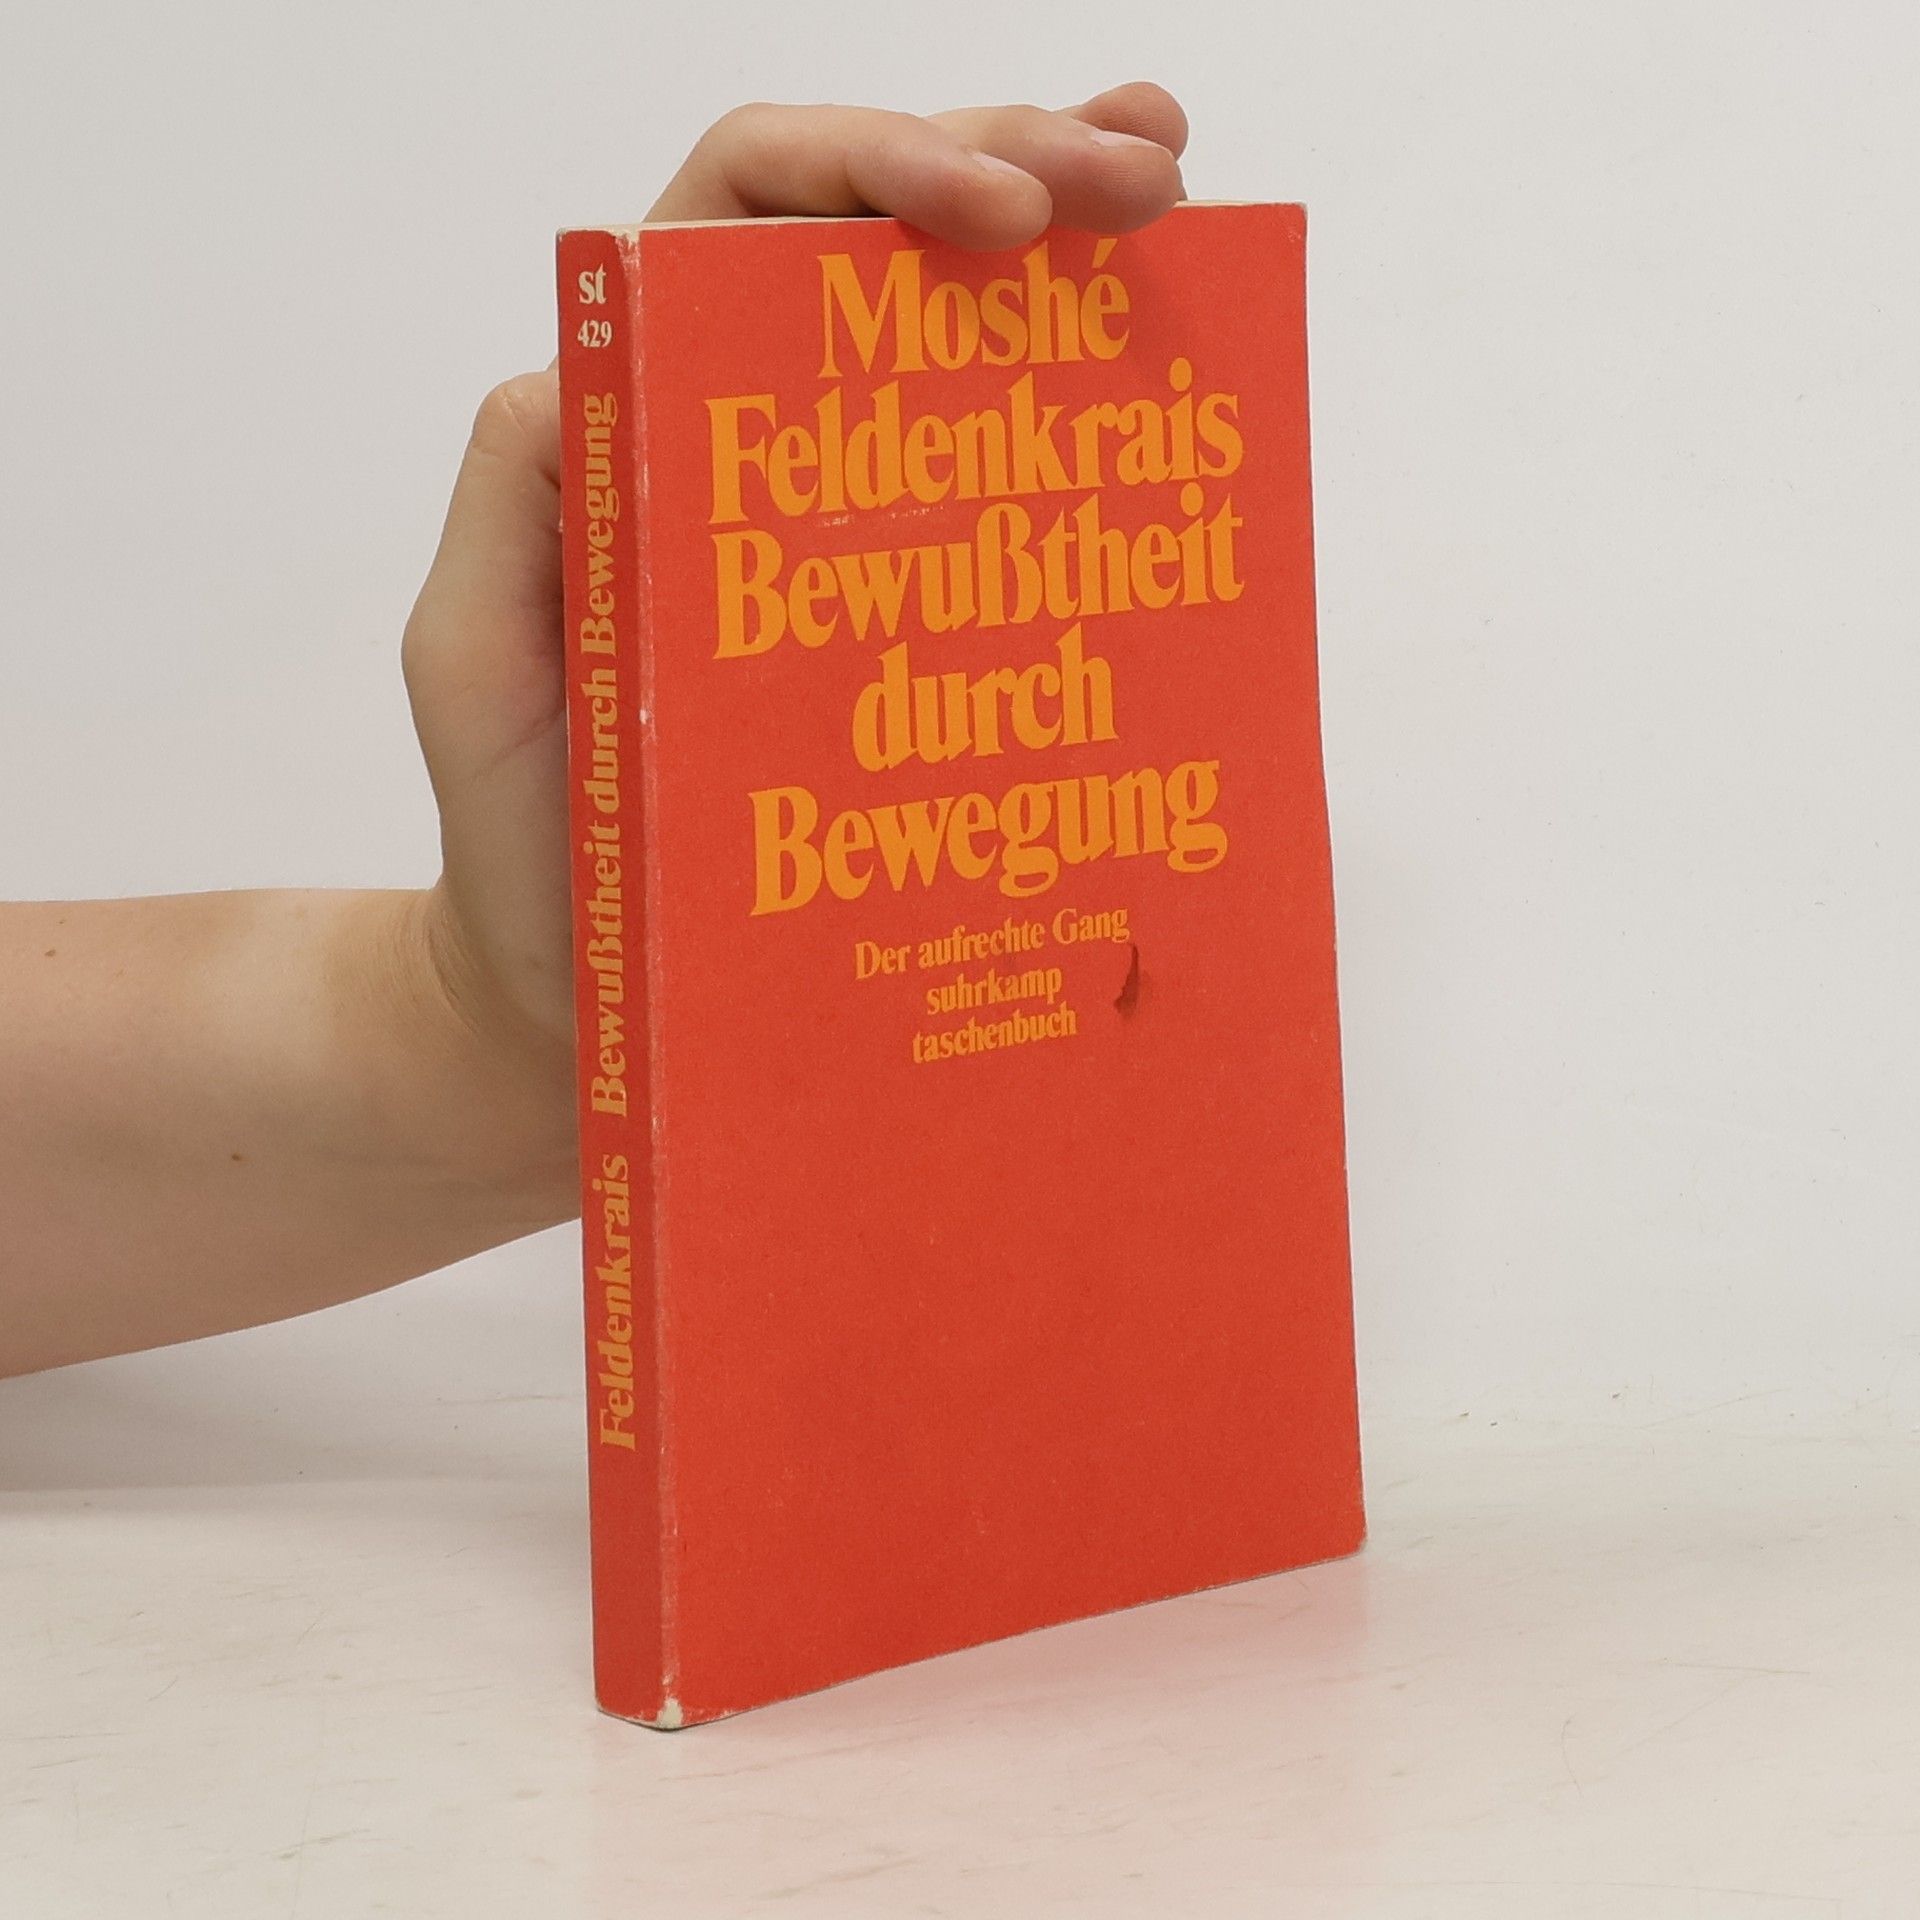 st
429
Feldenkrais Bewußtheit durch Bewegung
Moshé
Feldenkrais
Bewußtheit
durch
Bewegung
Der aufrechte Gang
suhrkamp
taschenbuch